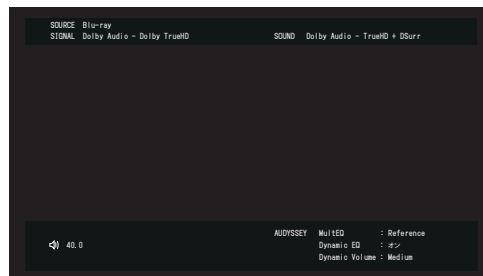 SOURCE Blu-ray
SIGNAL Dolby Audio - Dolby TrueHD SOUND Dolby Audio - TrueHD + DSurr
AUDYSSEY MultEQ : Reference
40.0 Dynamic EQ : オン
Dynamic Volume : Medium